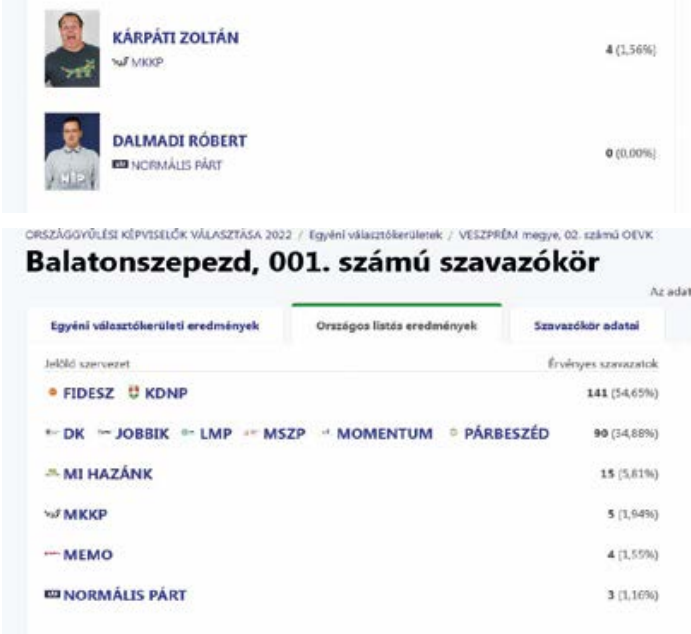 KÁRPÁTI ZOLTÁN
4 (1,56%)
MKKP
DALMADI RÓBERT
0 (0,00%)
NORMÁLIS PÁRT
ORSZÁGGYŰLÉSI KÉPVISELŐK VÁLASZTÁSA 2022 / Egyéni választókerületek / VESZPRÉM megye, 02. számú OEVK
Balatonszepezd, 001. számú szavazókör
Az adat
Egyéni választókerületi eredmények Országos listás eredmények Szavazókör adatai
Jelölő szervezet Érvényes szavazatok
FIDESZ KDNP 141 (54,65%)
DK JOBBIK LMP MSZP MOMENTUM PÁRBESZÉD 90 (34,88%)
MI HAZÁNK 15 (5,81%)
MKKP 5 (1,94%)
MEMO 4 (1,55%)
NORMÁLIS PÁRT 3 (1,16%)